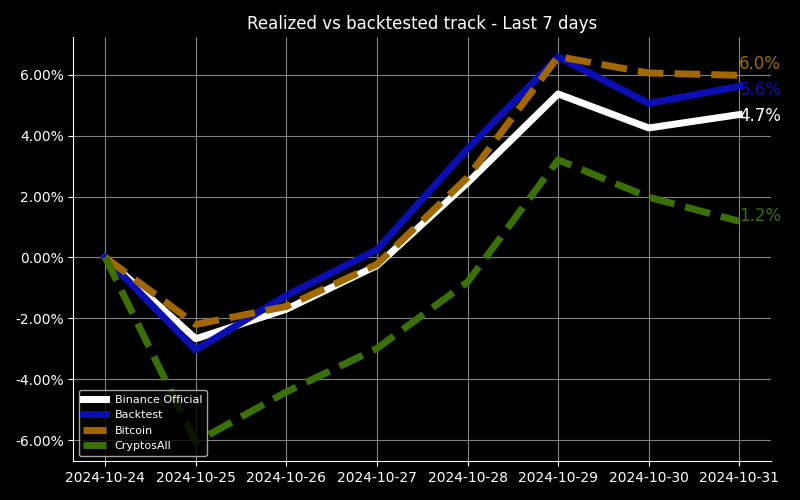 Realized vs backtested track - Last 7 days
6.00%
4.00%
2.00%
0.00%
-2.00%
-4.00%
-6.00%
6.0%
5.6%
4.7%
1.2%
Binance Official
Backtest
Bitcoin
CryptosAll
2024-10-24 2024-10-25 2024-10-26 2024-10-27 2024-10-28 2024-10-29 2024-10-30 2024-10-31